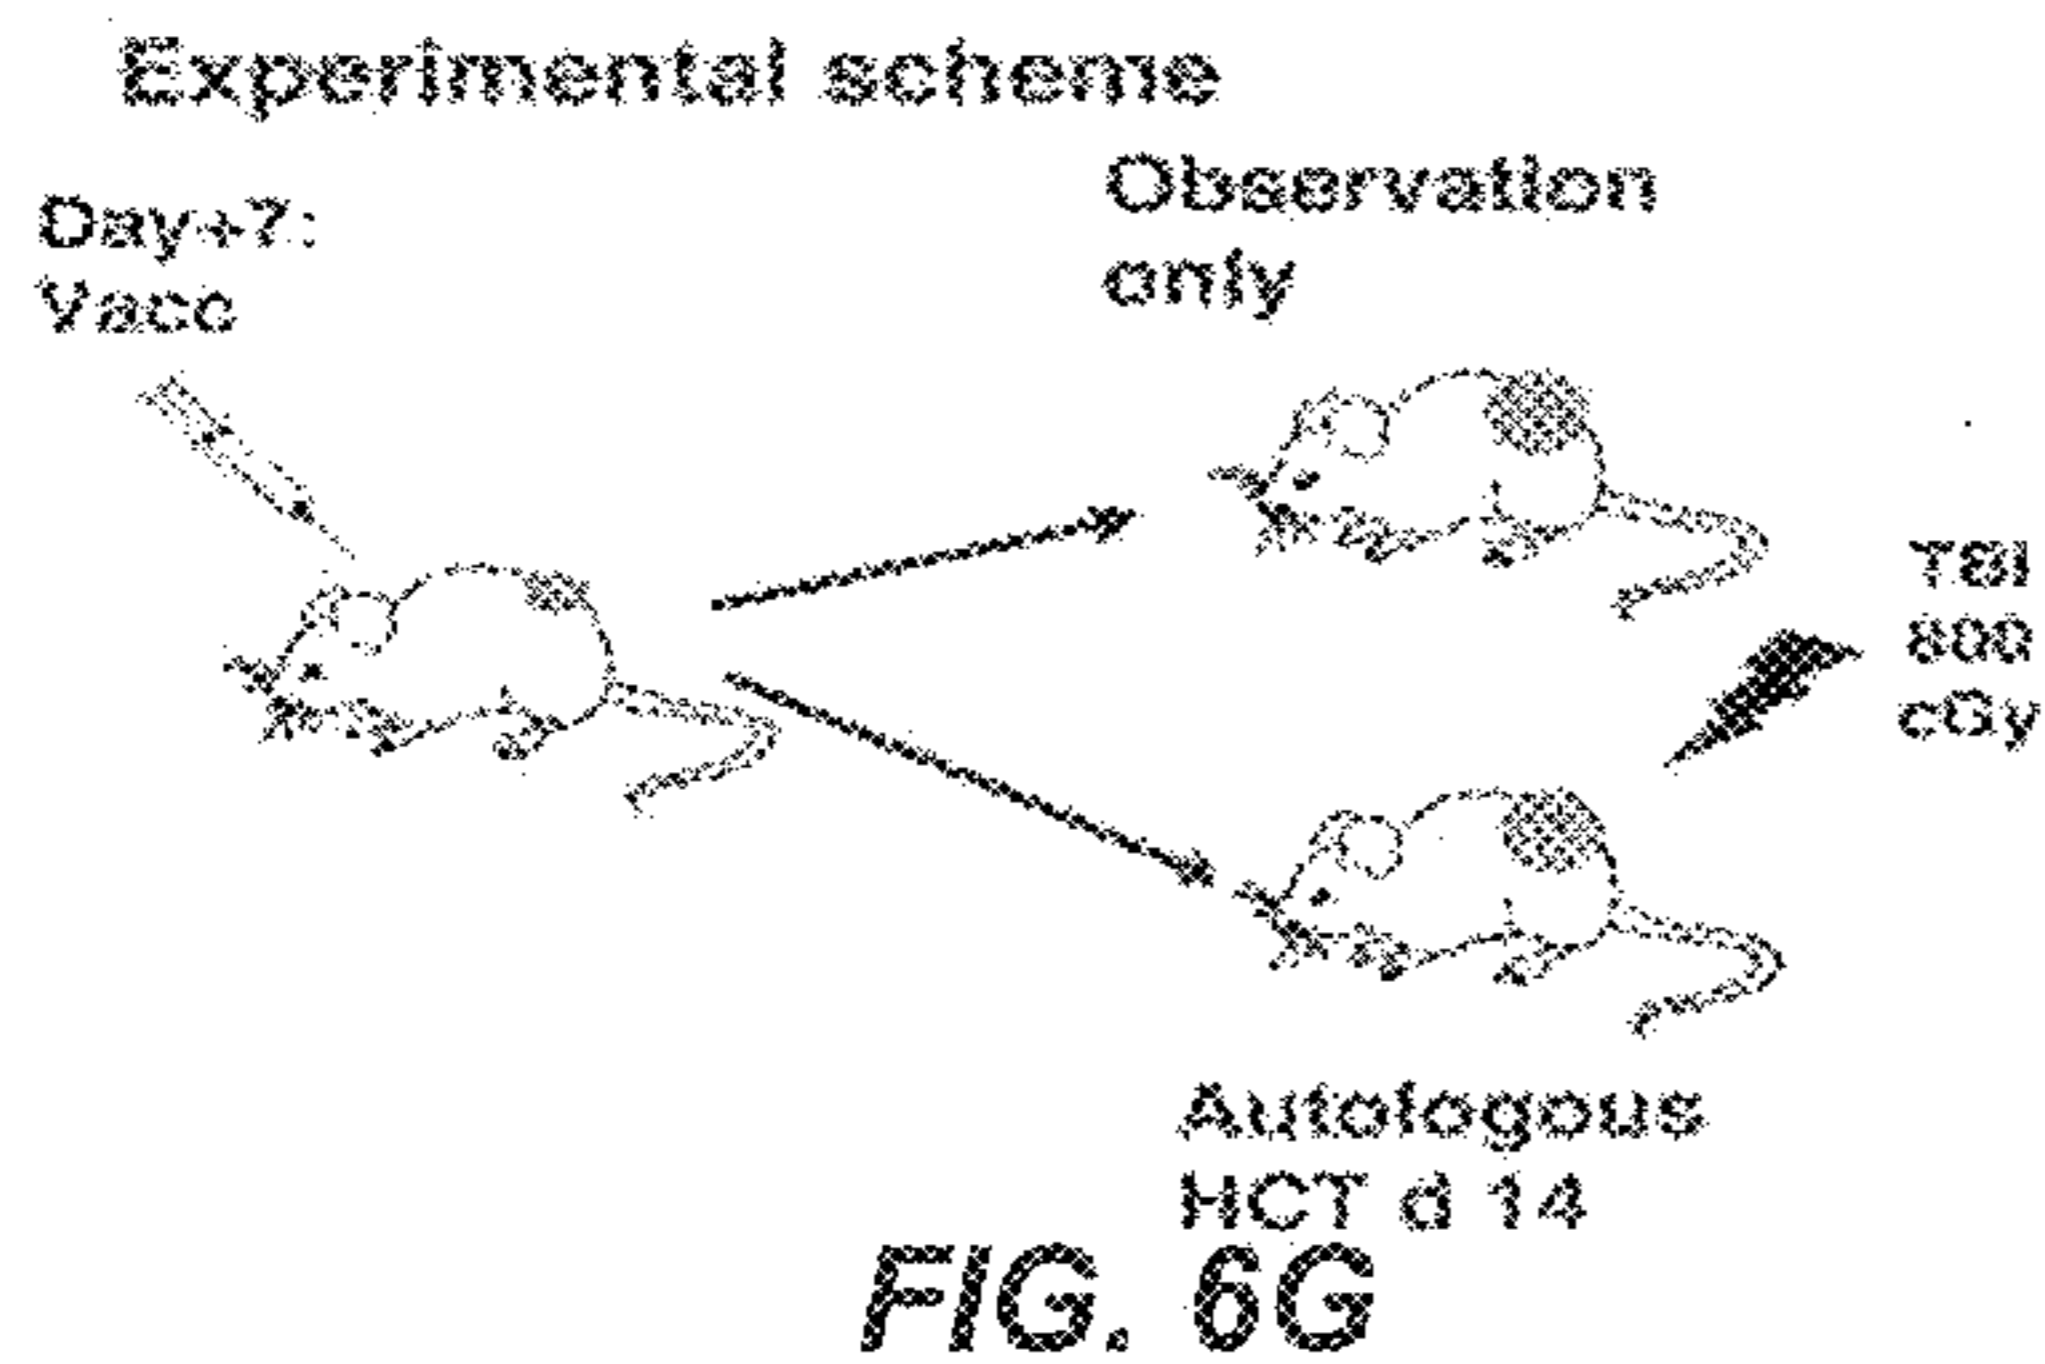 Experimental scheme
Day+7:
Vacc
Observation
only
TBI
800
cGy
Autologous
HCT d 14
FIG. 6G